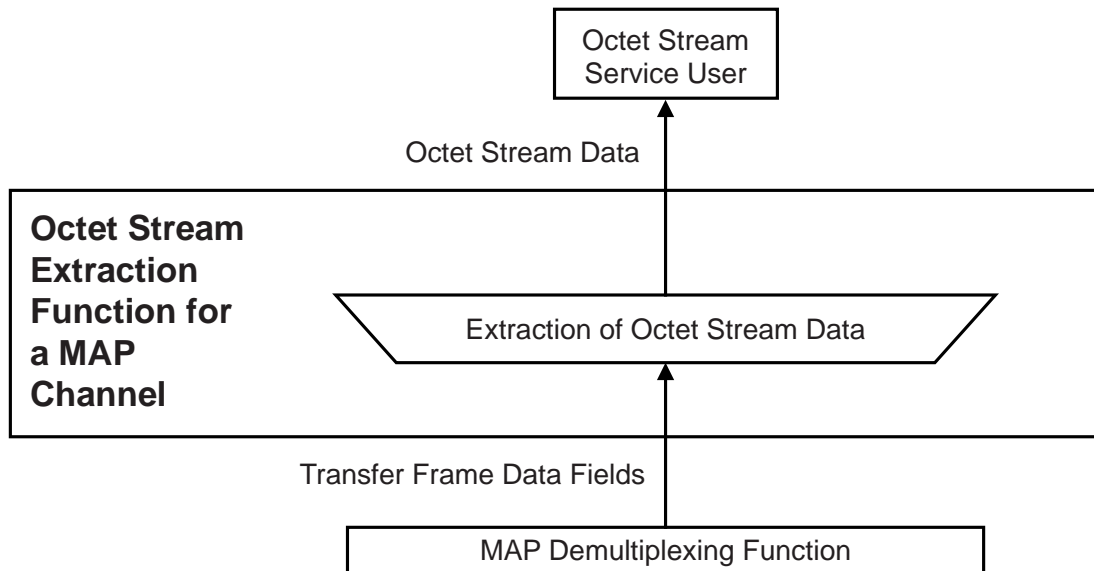 Octet Stream
Service User
Octet Stream Data
Octet Stream
Extraction
Function for
a MAP
Channel
Extraction of Octet Stream Data
Transfer Frame Data Fields
MAP Demultiplexing Function